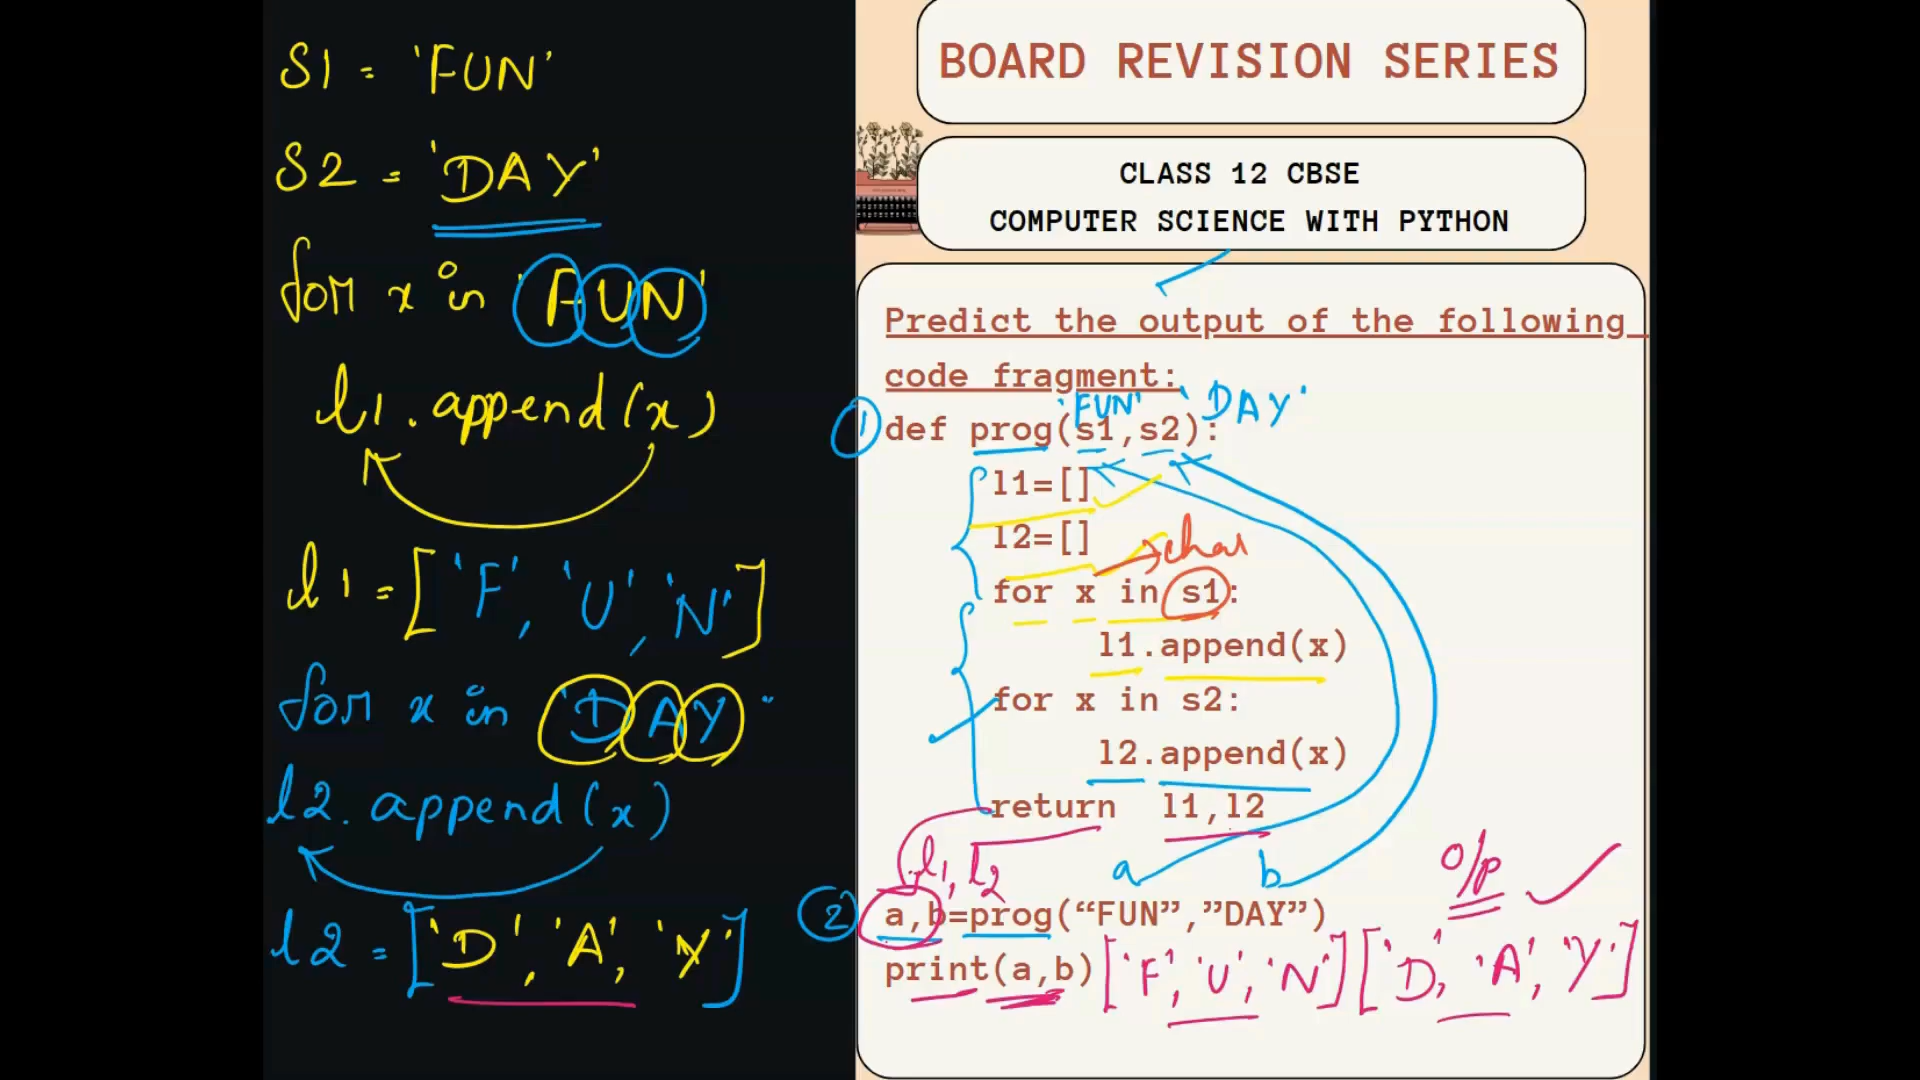 S1 = 'FUN'
S2 = 'DAY'
for x in 'FUN'
l1.append(x)
l1 = ['F', 'U', 'N']
for x in 'DAY"
l2.append(x)
l2 = ['D', 'A', 'Y']
BOARD REVISION SERIES
CLASS 12 CBSE
COMPUTER SCIENCE WITH PYTHON
Predict the output of the following
code fragment:
'FUN' 'DAY'
1 def prog(s1,s2):
l1=[]
l2=[]
char
for x in s1:
l1.append(x)
for x in s2:
l2.append(x)
return l1,l2
l1, l2 a b O/p
2 a,b=prog(“FUN”,”DAY”)
print(a,b) ['F', 'U', 'N'] ['D', 'A', 'Y']